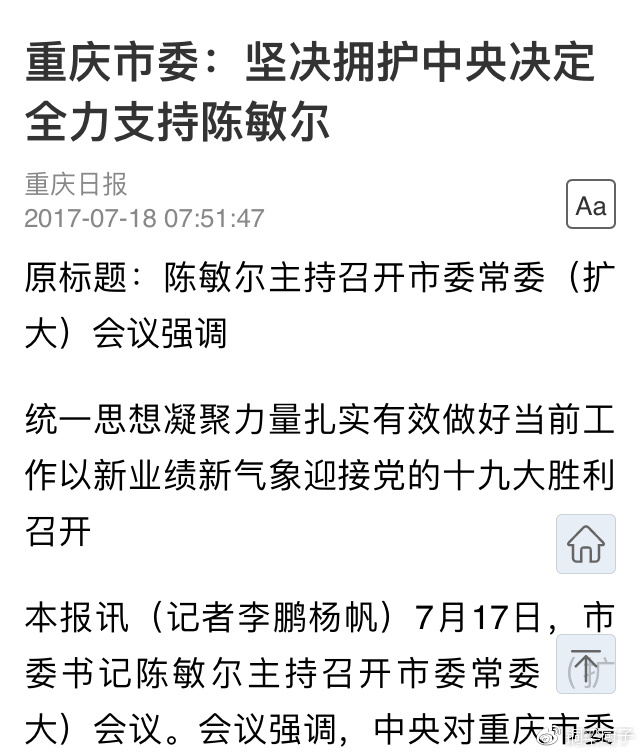 重庆市委：坚决拥护中央决定
全力支持陈敏尔
重庆日报
2017-07-18 07:51:47
Aa
原标题：陈敏尔主持召开市委常委（扩
大）会议强调
统一思想凝聚力量扎实有效做好当前工
作以新业绩新气象迎接党的十九大胜利
召开
本报讯（记者李鹏杨帆）7月17日，市
委书记陈敏尔主持召开市委常委（扩
大）会议。会议强调，中央对重庆市委